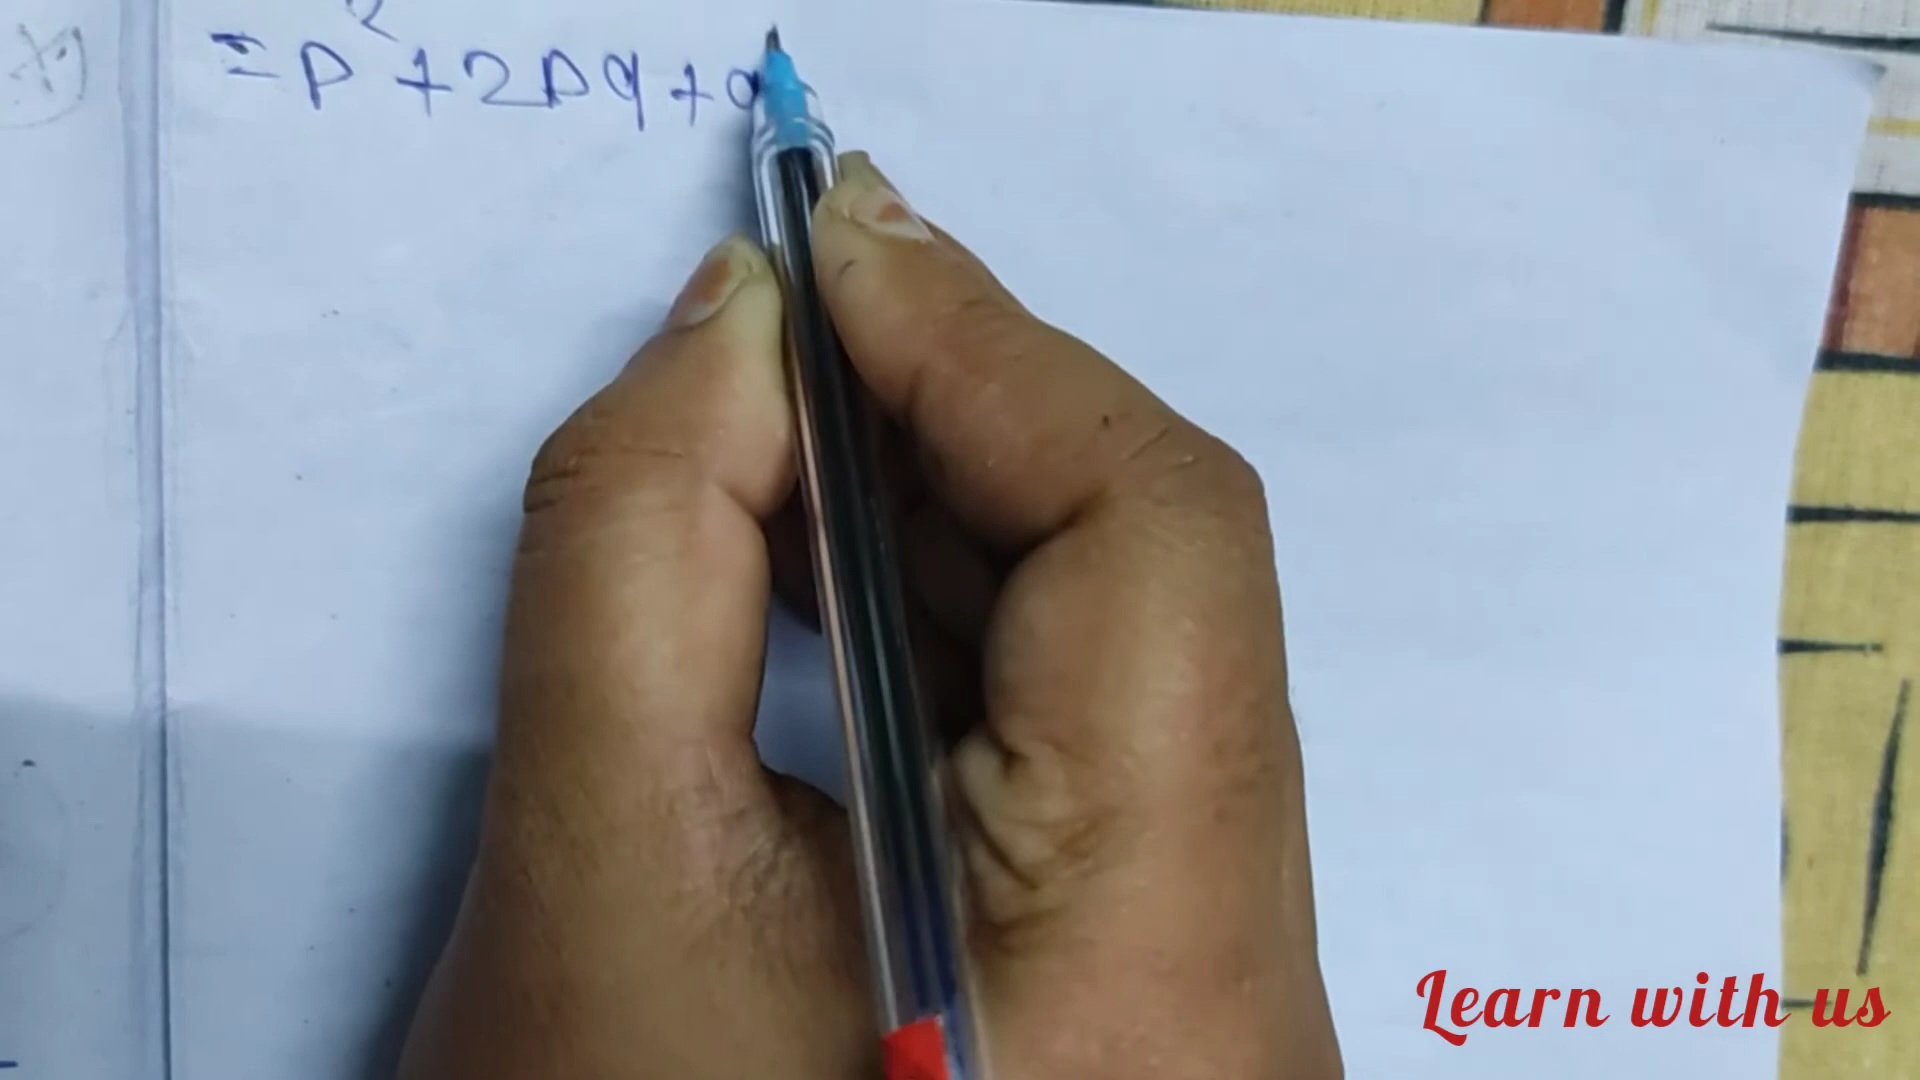 = p² + 2pq + q
Learn with us